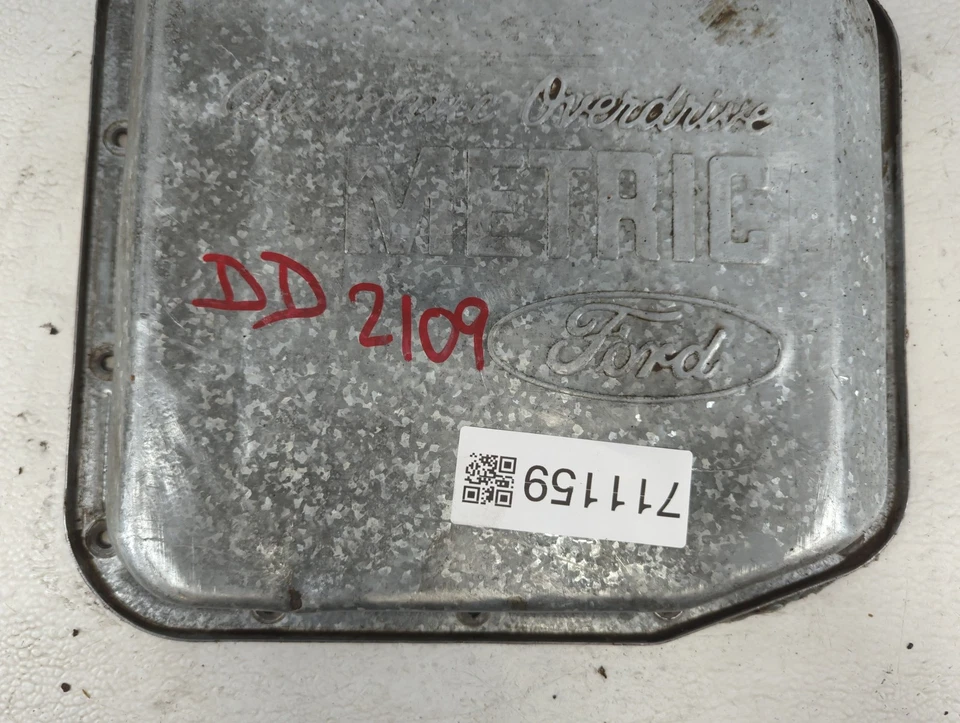 Automatic Overdrive
METRIC
DD 2109
Ford
711159